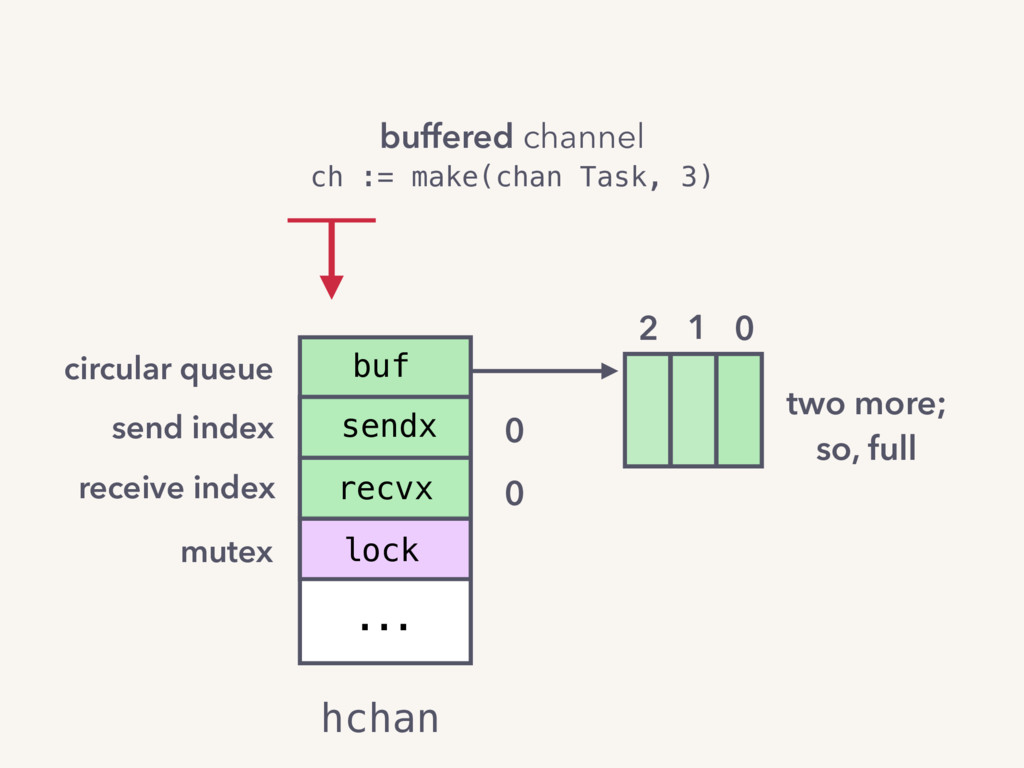 buffered channel
ch := make(chan Task, 3)
2 1 0
circular queue buf
two more;
so, full
send index sendx 0
receive index recvx 0
mutex lock
...
hchan